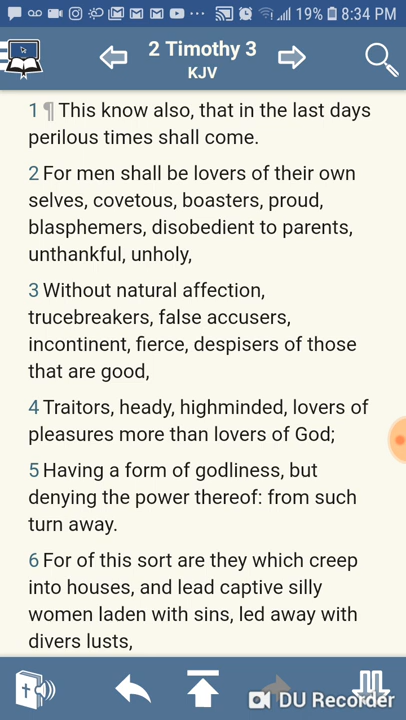 19% 8:34 PM
2 Timothy 3
KJV
1 ¶ This know also, that in the last days
perilous times shall come.
2 For men shall be lovers of their own
selves, covetous, boasters, proud,
blasphemers, disobedient to parents,
unthankful, unholy,
3 Without natural affection,
trucebreakers, false accusers,
incontinent, fierce, despisers of those
that are good,
4 Traitors, heady, highminded, lovers of
pleasures more than lovers of God;
5 Having a form of godliness, but
denying the power thereof: from such
turn away.
6 For of this sort are they which creep
into houses, and lead captive silly
women laden with sins, led away with
divers lusts,
DU Recorder